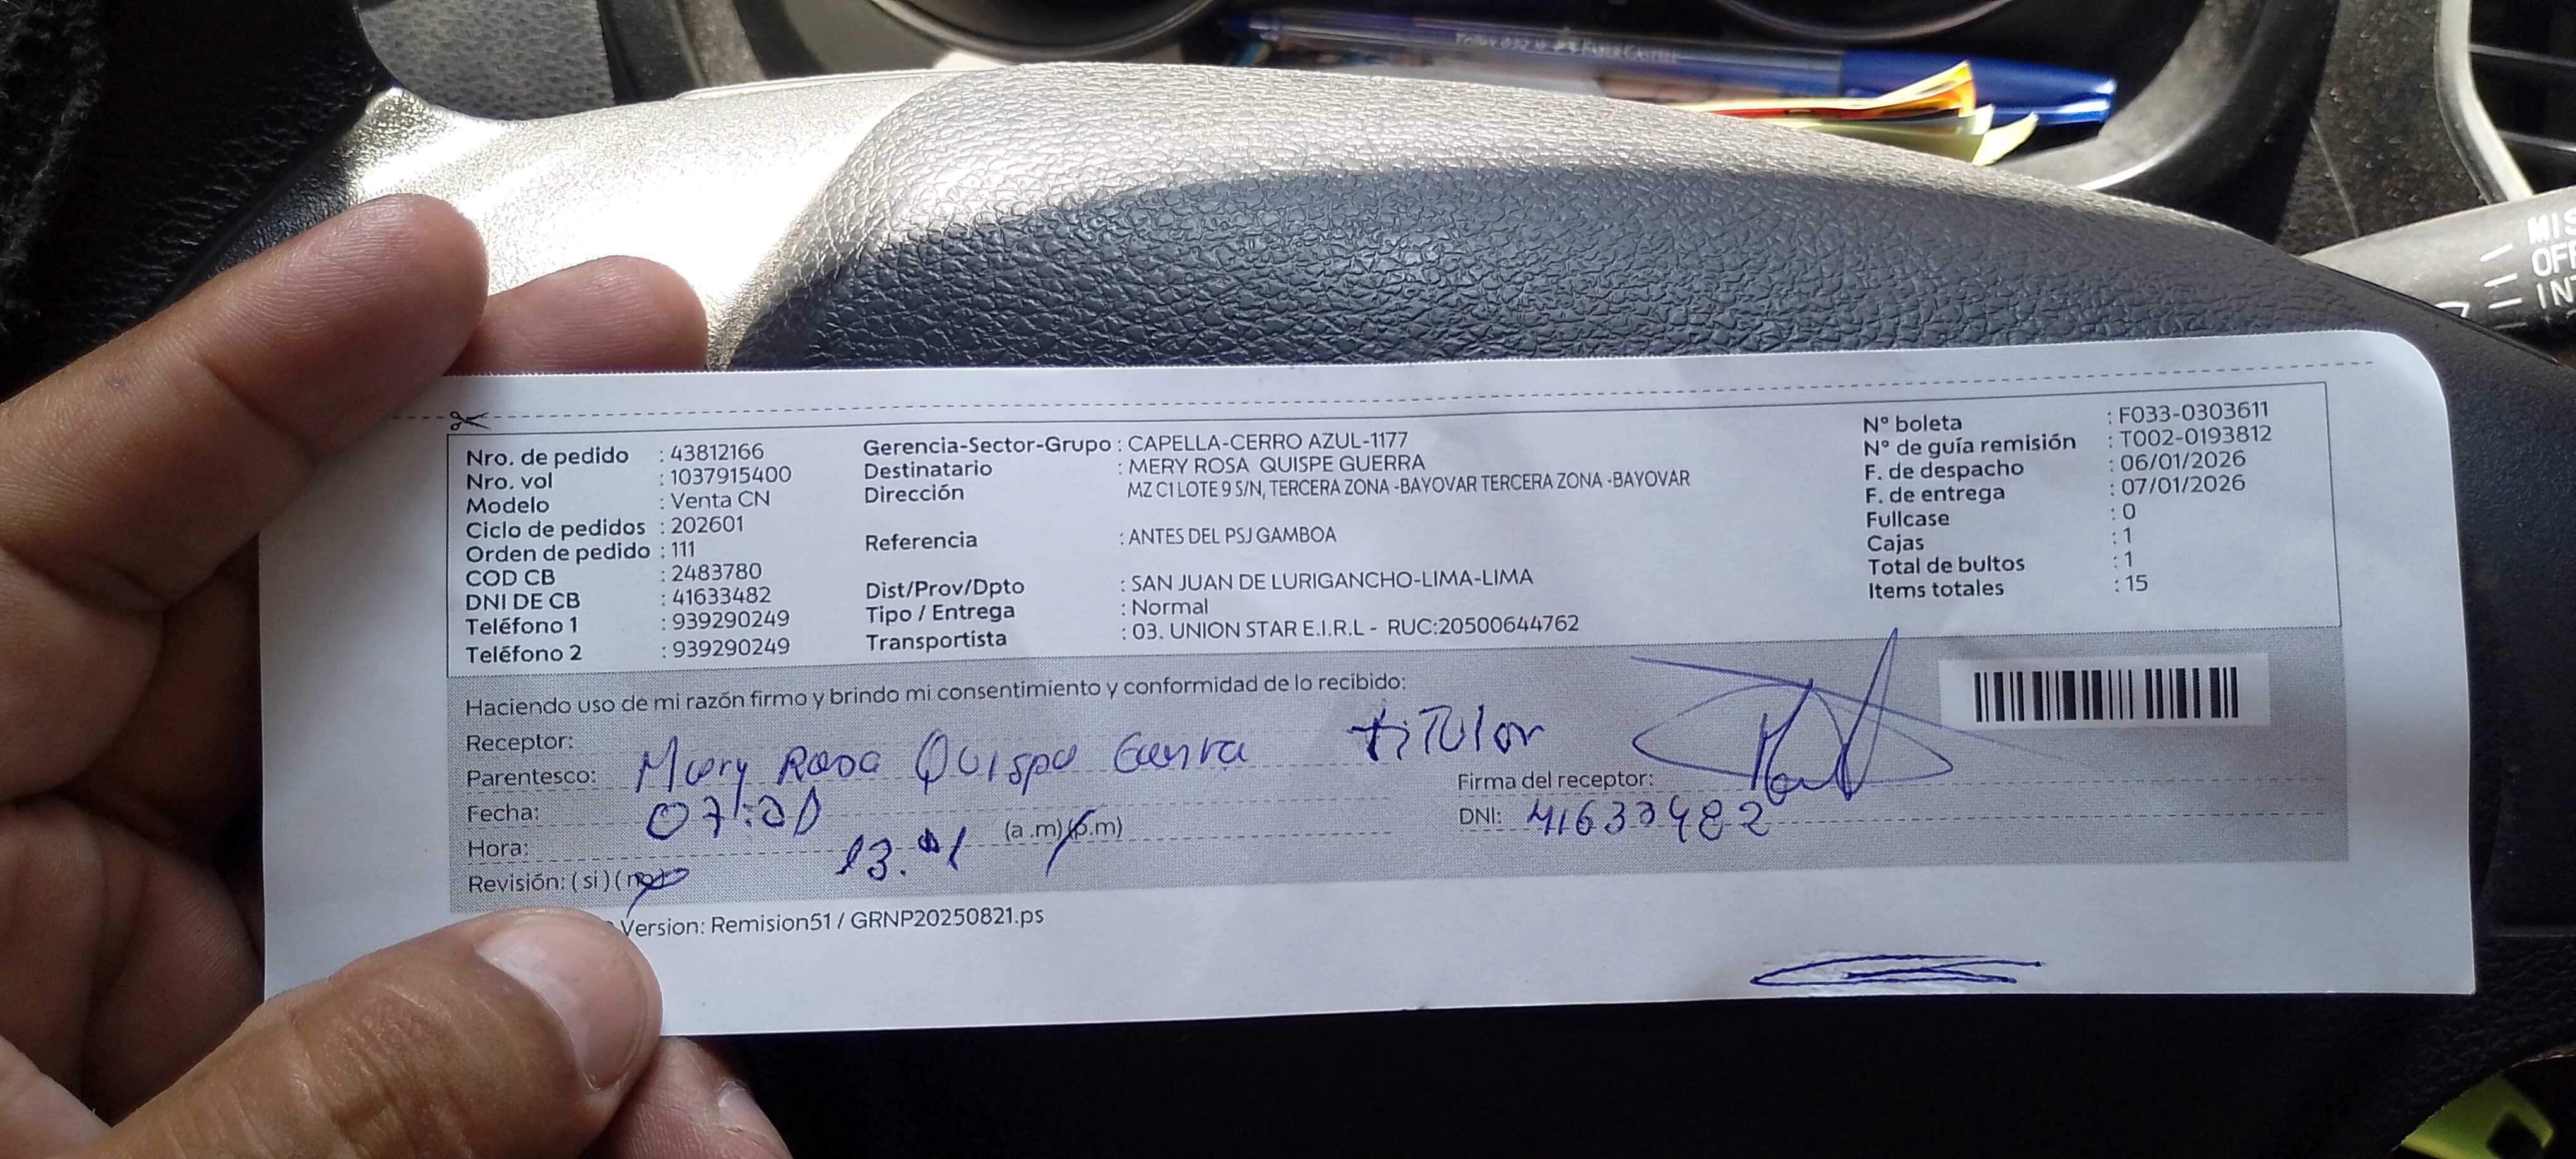 FABER-CASTELL
MIS
OFF
INT
Nro. de pedido : 43812166
Nro. vol : 1037915400
Modelo : Venta CN
Ciclo de pedidos : 202601
Orden de pedido : 111
COD CB : 2483780
DNI DE CB : 41633482
Teléfono 1 : 939290249
Teléfono 2 : 939290249
Gerencia-Sector-Grupo : CAPELLA-CERRO AZUL-1177
Destinatario : MERY ROSA QUISPE GUERRA
Dirección MZ C1 LOTE 9 S/N, TERCERA ZONA -BAYOVAR TERCERA ZONA -BAYOVAR
Referencia : ANTES DEL PSJ GAMBOA
Dist/Prov/Dpto : SAN JUAN DE LURIGANCHO-LIMA-LIMA
Tipo / Entrega : Normal
Transportista : 03. UNION STAR E.I.R.L - RUC:20500644762
N° boleta : F033-0303611
N° de guía remisión : T002-0193812
F. de despacho : 06/01/2026
F. de entrega : 07/01/2026
Fullcase : 0
Cajas : 1
Total de bultos : 1
Items totales : 15
Haciendo uso de mi razón firmo y brindo mi consentimiento y conformidad de lo recibido:
Receptor:
Parentesco: Mery Rosa Quispe Guerra titular
Firma del receptor:
Fecha:
DNI: 41633482
Hora: (a .m) (p.m)
Revisión: ( si ) ( no )
Version: Remision51 / GRNP20250821.ps